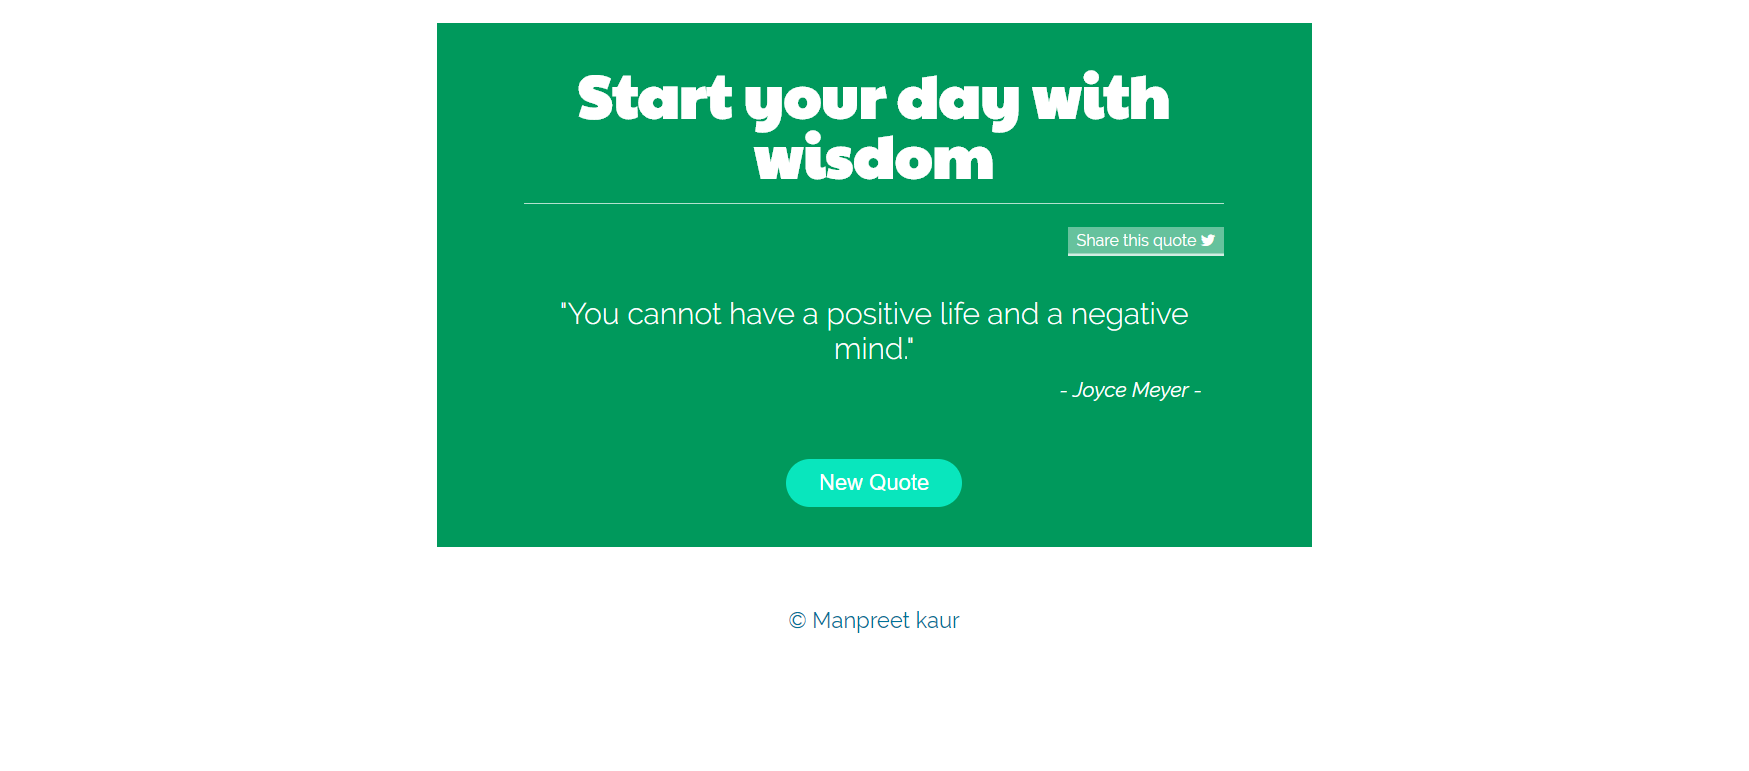 Start your day with
wisdom
Share this quote
"You cannot have a positive life and a negative
mind."
- Joyce Meyer -
New Quote
© Manpreet kaur